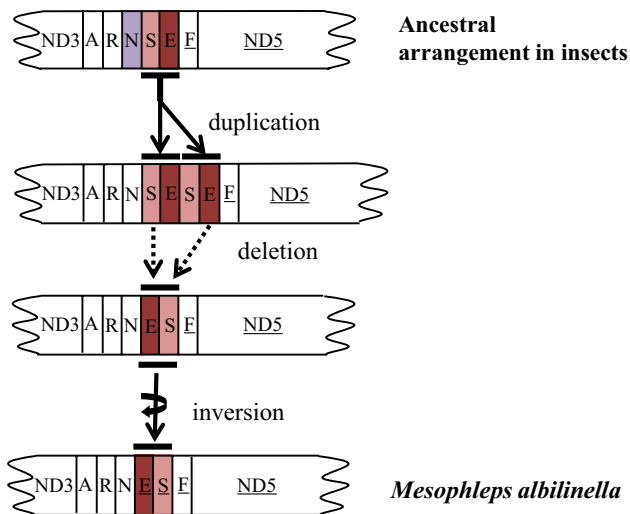 Ancestral
arrangement in insects
ND3 A R N S E F ND5
duplication
ND3 A R N S E S E F ND5
deletion
ND3 A R N E S F ND5
inversion
ND3 A R N E S F ND5
Mesophleps albilinella